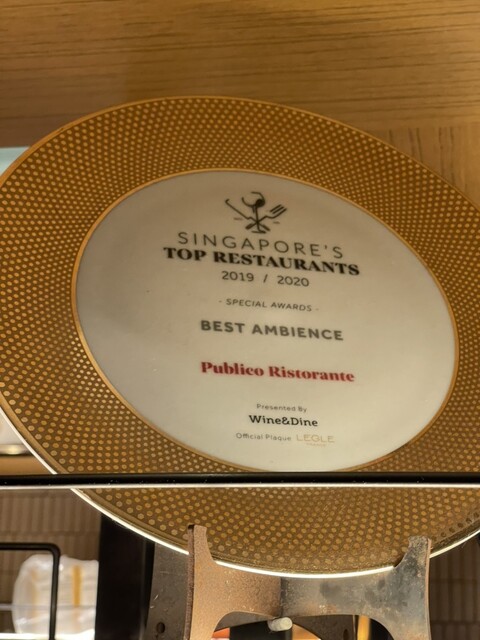 SINGAPORE'S
TOP RESTAURANTS
2019 / 2020
- SPECIAL AWARDS -
BEST AMBIENCE
Publico Ristorante
Presented By
Wine&Dine
Official Plaque LEGLE